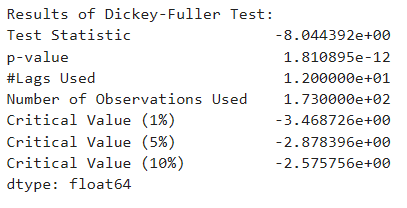 Results of Dickey-Fuller Test:
Test Statistic -8.044392e+00
p-value 1.810895e-12
#Lags Used 1.200000e+01
Number of Observations Used 1.730000e+02
Critical Value (1%) -3.468726e+00
Critical Value (5%) -2.878396e+00
Critical Value (10%) -2.575756e+00
dtype: float64